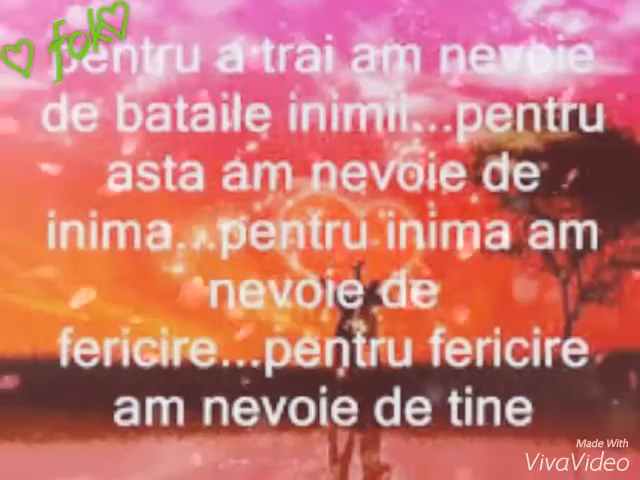 fok
pentru a trai am nevoie
de bataile inimii...pentru
asta am nevoie de
inima...pentru inima am
nevoie de
fericire...pentru fericire
am nevoie de tine
Made With
VivaVideo